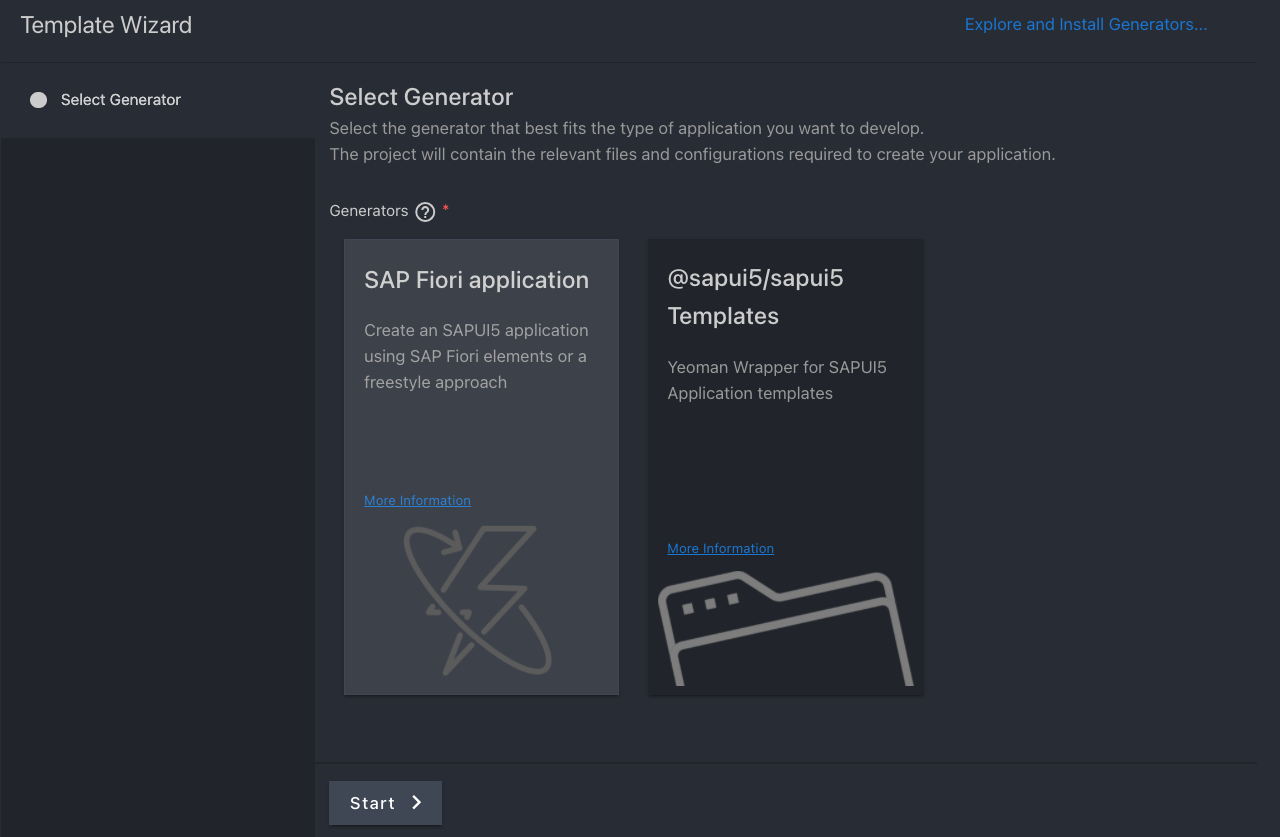 Template Wizard
Explore and Install Generators...
Select Generator
Select Generator
Select the generator that best fits the type of application you want to develop.
The project will contain the relevant files and configurations required to create your application.
Generators ? *
SAP Fiori application
Create an SAPUI5 application
using SAP Fiori elements or a
freestyle approach
More Information
@sapui5/sapui5
Templates
Yeoman Wrapper for SAPUI5
Application templates
More Information
Start